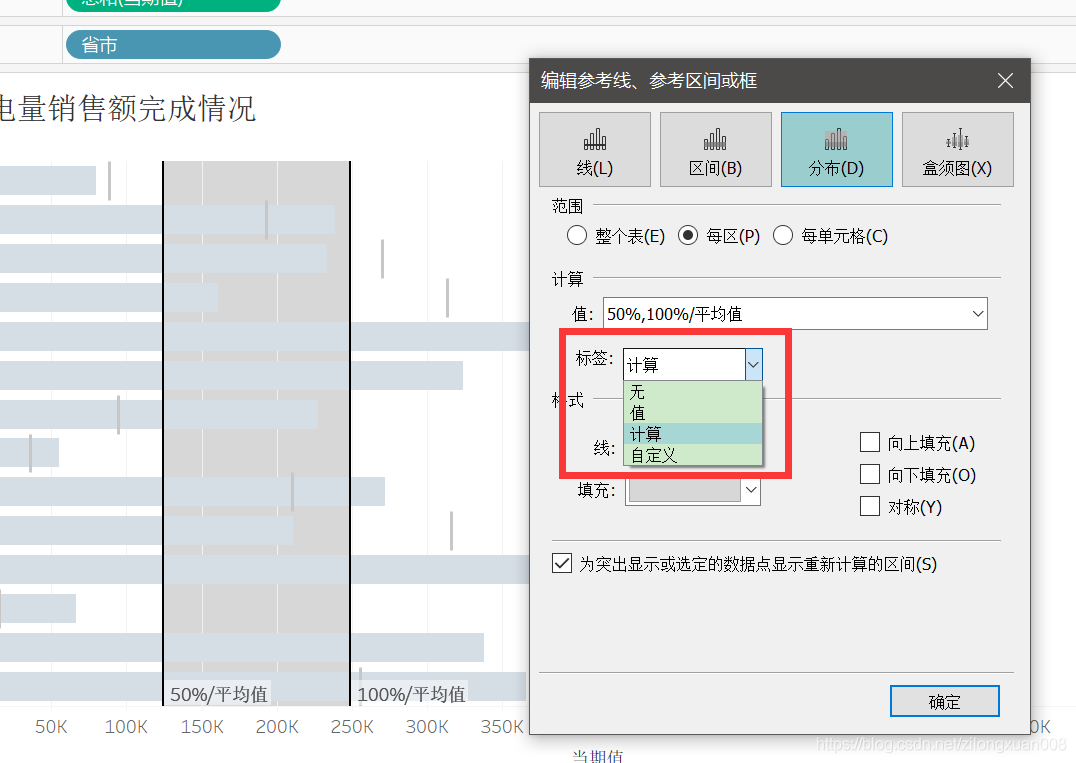 总和(当期值)
省市
电量销售额完成情况
编辑参考线、参考区间或框
线(L)
区间(B)
分布(D)
盒须图(X)
范围
整个表(E)
每区(P)
每单元格(C)
计算
值:
50%,100%/平均值
标签:
计算
无
值
计算
自定义
线:
填充:
向上填充(A)
向下填充(O)
对称(Y)
为突出显示或选定的数据点显示重新计算的区间(S)
确定
50%/平均值
100%/平均值
50K 100K 150K 200K 250K 300K 350K
0K
当期值
https://blog.csdn.net/zilongxuan008